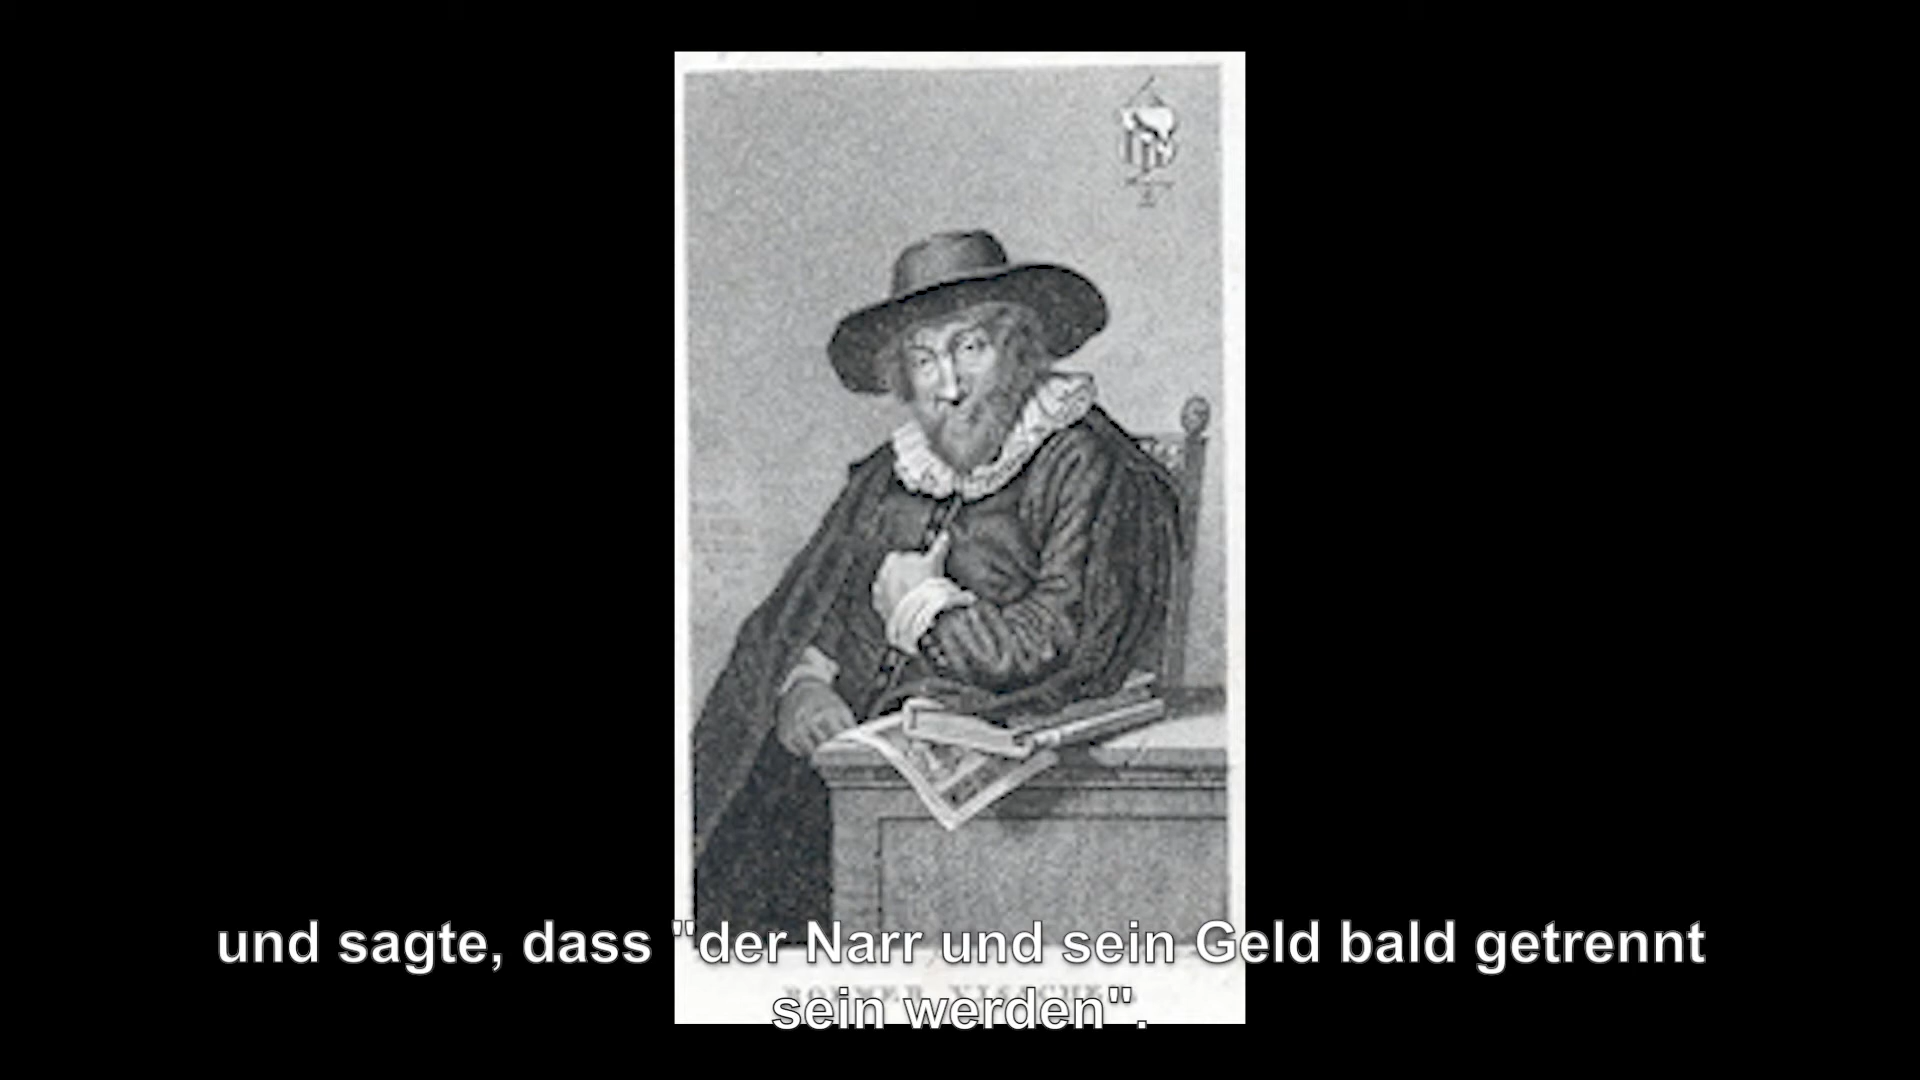 und sagte, dass "der Narr und sein Geld bald getrennt
sein werden".